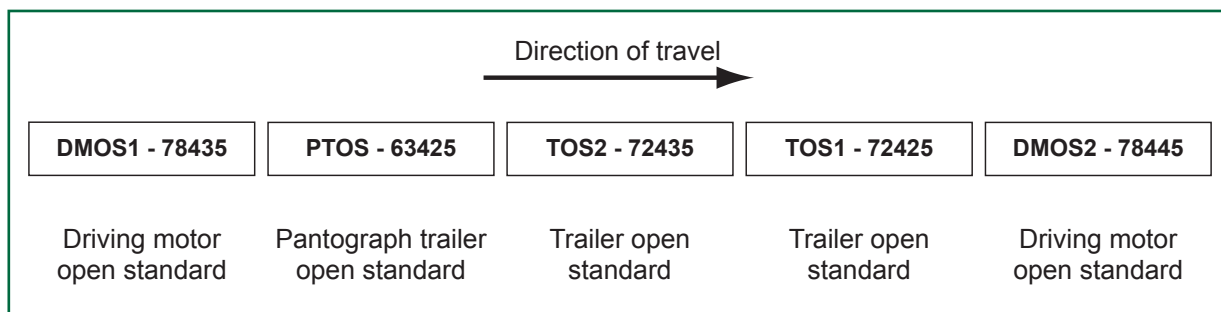 Direction of travel
DMOS1 - 78435
PTOS - 63425
TOS2 - 72435
TOS1 - 72425
DMOS2 - 78445
Driving motor
open standard
Pantograph trailer
open standard
Trailer open
standard
Trailer open
standard
Driving motor
open standard